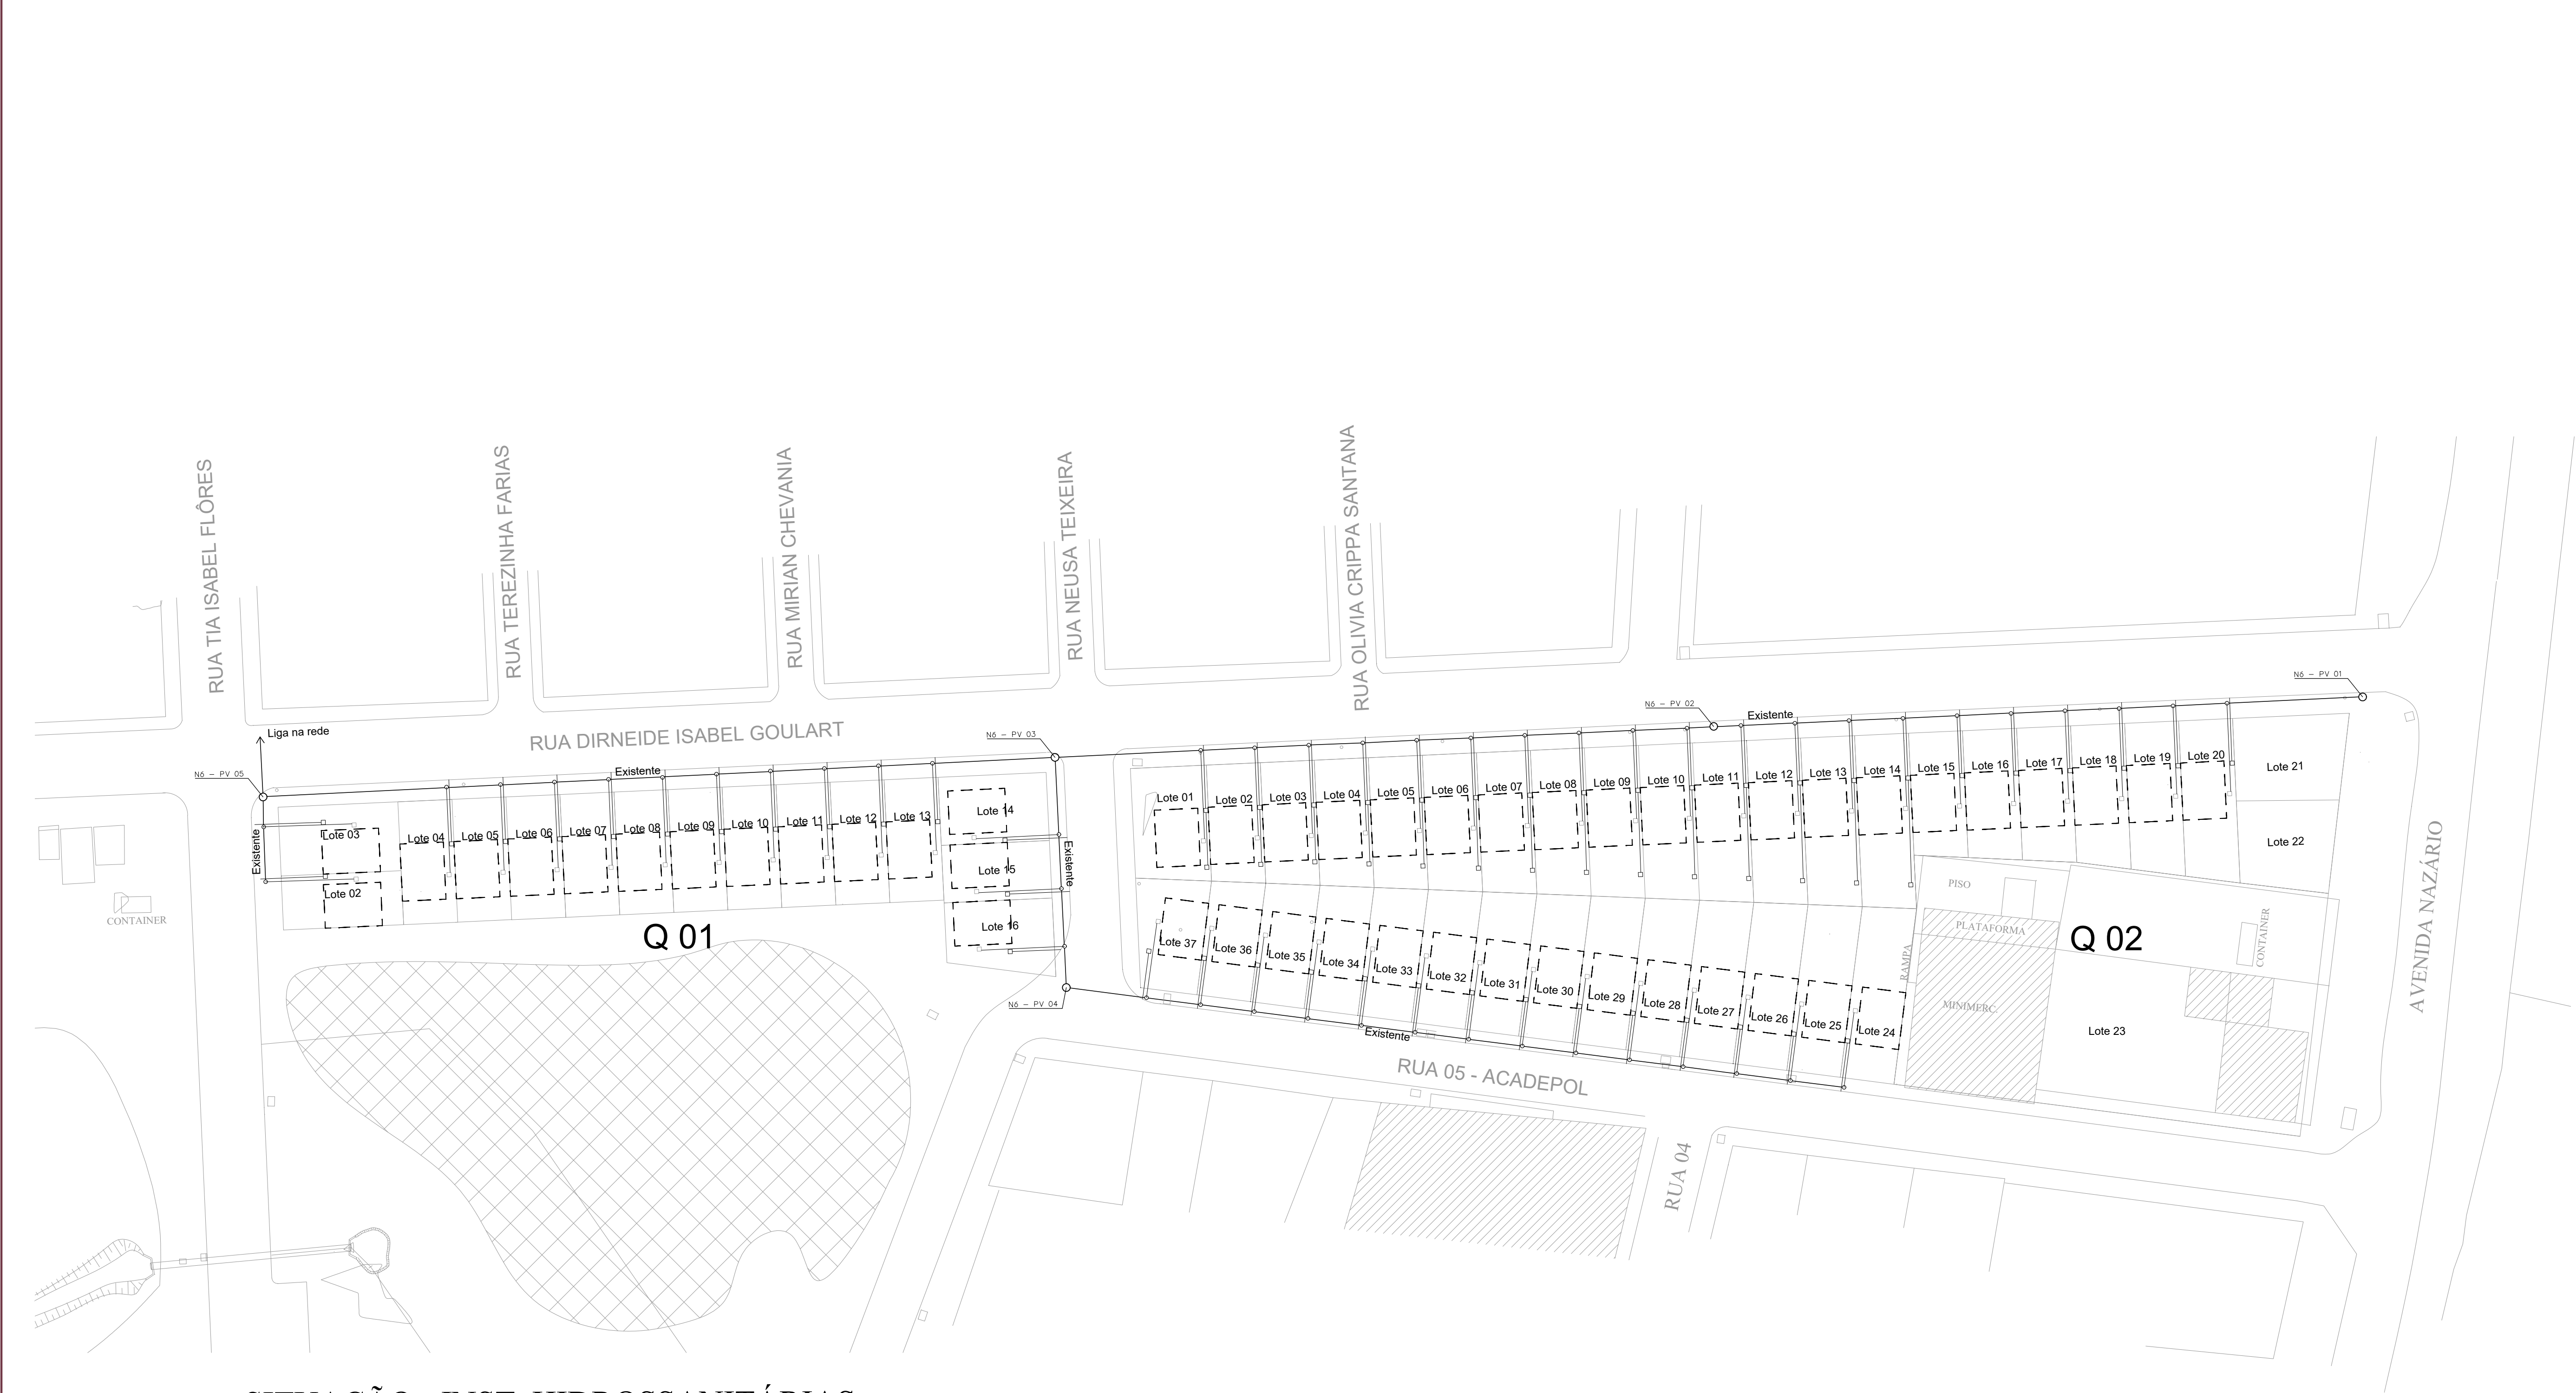 RUA TIA ISABEL FLÔRES
RUA TEREZINHA FARIAS
RUA MIRIAN CHEVANIA
RUA NEUSA TEIXEIRA
RUA OLIVIA CRIPPA SANTANA
N6 - PV 01
N6 - PV 02
Existente
Liga na rede
RUA DIRNEIDE ISABEL GOULART
N6 - PV 03
N6 - PV 05
Existente
Existente
Lote 03
Lote 04
Lote 05
Lote 06
Lote 07
Lote 08
Lote 09
Lote 10
Lote 11
Lote 12
Lote 13
Lote 14
Lote 15
Lote 16
Lote 02
Existente
Q 01
CONTAINER
Lote 01
Lote 02
Lote 03
Lote 04
Lote 05
Lote 06
Lote 07
Lote 08
Lote 09
Lote 10
Lote 11
Lote 12
Lote 13
Lote 14
Lote 15
Lote 16
Lote 17
Lote 18
Lote 19
Lote 20
Lote 21
Lote 22
AVENIDA NAZÁRIO
PISO
PLATAFORMA
Q 02
CONTAINER
RAMPA
MINIMERC.
Lote 23
Lote 37
Lote 36
Lote 35
Lote 34
Lote 33
Lote 32
Lote 31
Lote 30
Lote 29
Lote 28
Lote 27
Lote 26
Lote 25
Lote 24
N6 - PV 04
Existente
RUA 05 - ACADEPOL
RUA 04
SITUAÇÃO - INST. HIDROSSANITÁRIAS